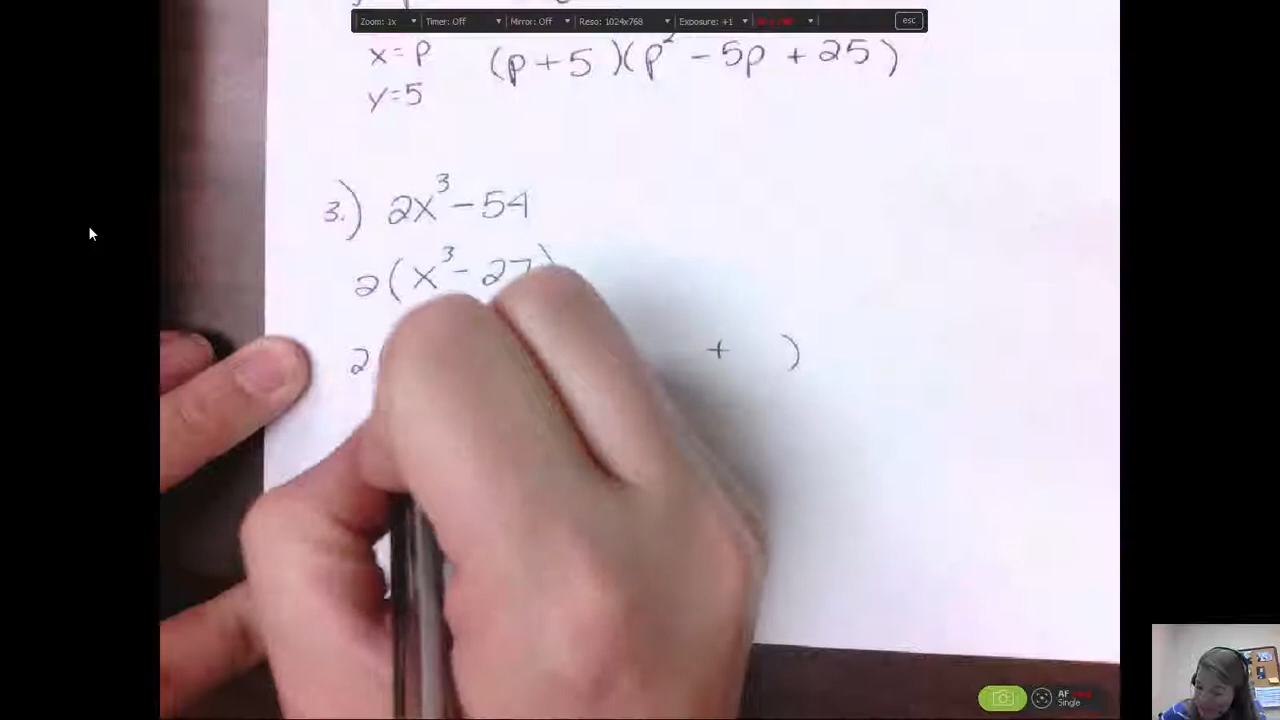 Zoom: 1x Timer: Off Mirror: Off Reso: 1024x768 Exposure: +1 esc
x=p (p+5)(p² -5p +25)
y=5
3.) 2x³-54
2(x³-27)
2 + )
AF
Single